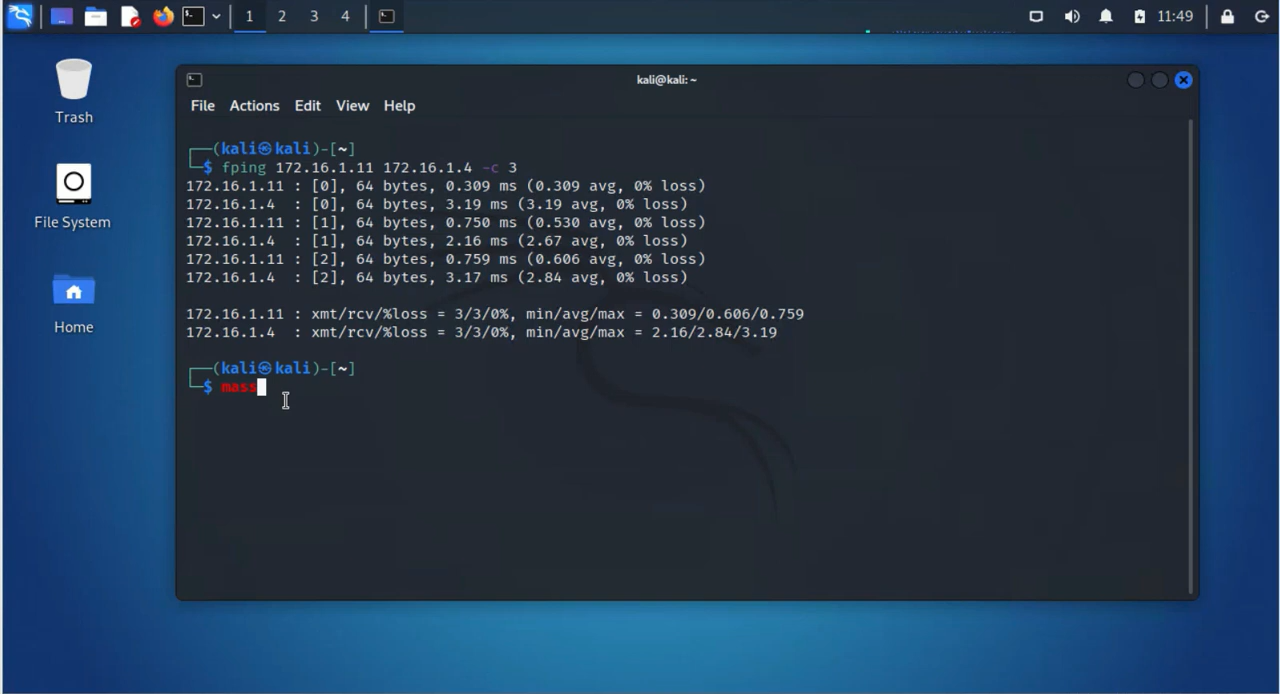 1 2 3 4 11:49
kali@kali: ~
File Actions Edit View Help
Trash
File System
Home
┌──(kali㉿kali)-[~]
└─$ fping 172.16.1.11 172.16.1.4 -c 3
172.16.1.11 : [0], 64 bytes, 0.309 ms (0.309 avg, 0% loss)
172.16.1.4  : [0], 64 bytes, 3.19 ms (3.19 avg, 0% loss)
172.16.1.11 : [1], 64 bytes, 0.750 ms (0.530 avg, 0% loss)
172.16.1.4  : [1], 64 bytes, 2.16 ms (2.67 avg, 0% loss)
172.16.1.11 : [2], 64 bytes, 0.759 ms (0.606 avg, 0% loss)
172.16.1.4  : [2], 64 bytes, 3.17 ms (2.84 avg, 0% loss)
172.16.1.11 : xmt/rcv/%loss = 3/3/0%, min/avg/max = 0.309/0.606/0.759
172.16.1.4  : xmt/rcv/%loss = 3/3/0%, min/avg/max = 2.16/2.84/3.19
┌──(kali㉿kali)-[~]
└─$ mass